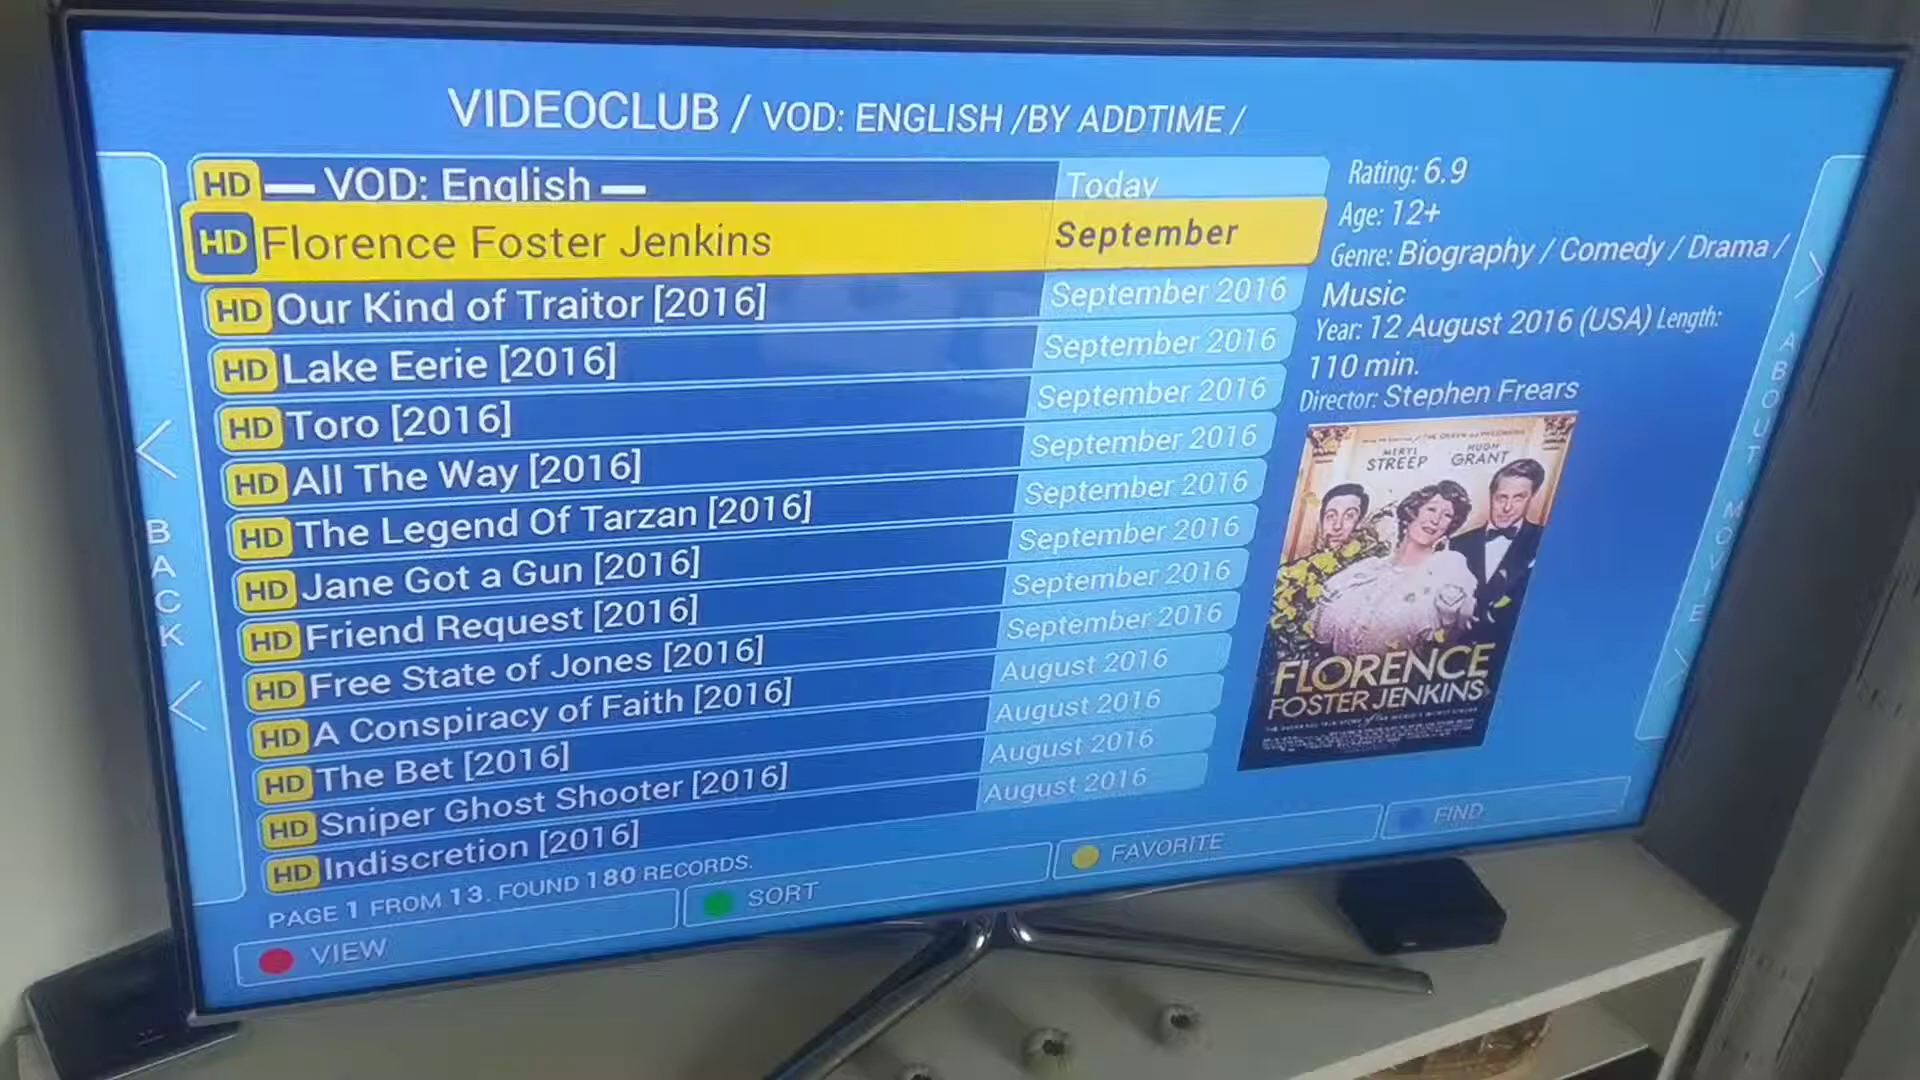 VIDEOCLUB / VOD: ENGLISH /BY ADDTIME /
HD — VOD: English — Today
HD Florence Foster Jenkins September
HD Our Kind of Traitor [2016] September 2016
HD Lake Eerie [2016] September 2016
HD Toro [2016] September 2016
HD All The Way [2016] September 2016
HD The Legend Of Tarzan [2016] September 2016
HD Jane Got a Gun [2016] September 2016
HD Friend Request [2016] September 2016
HD Free State of Jones [2016] September 2016
HD A Conspiracy of Faith [2016] August 2016
HD The Bet [2016] August 2016
HD Sniper Ghost Shooter [2016] August 2016
HD Indiscretion [2016] August 2016
PAGE 1 FROM 13. FOUND 180 RECORDS.
VIEW
SORT
FAVORITE
FIND
BACK
Rating: 6.9
Age: 12+
Genre: Biography / Comedy / Drama /
Music
Year: 12 August 2016 (USA) Length:
110 min.
Director: Stephen Frears
MERYL STREEP
HUGH GRANT
FLORENCE
FOSTER JENKINS
ABOUT MOVIE